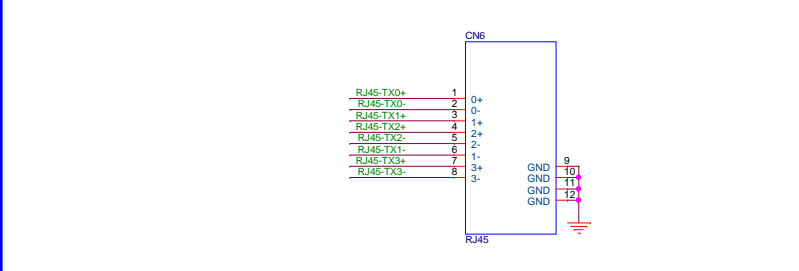 CN6
RJ45-TX0+ 1 0+
RJ45-TX0- 2 0-
RJ45-TX1+ 3 1+
RJ45-TX2+ 4 2+
RJ45-TX2- 5 2-
RJ45-TX1- 6 1-
RJ45-TX3+ 7 3+
RJ45-TX3- 8 3-
GND 9
GND 10
GND 11
GND 12
RJ45